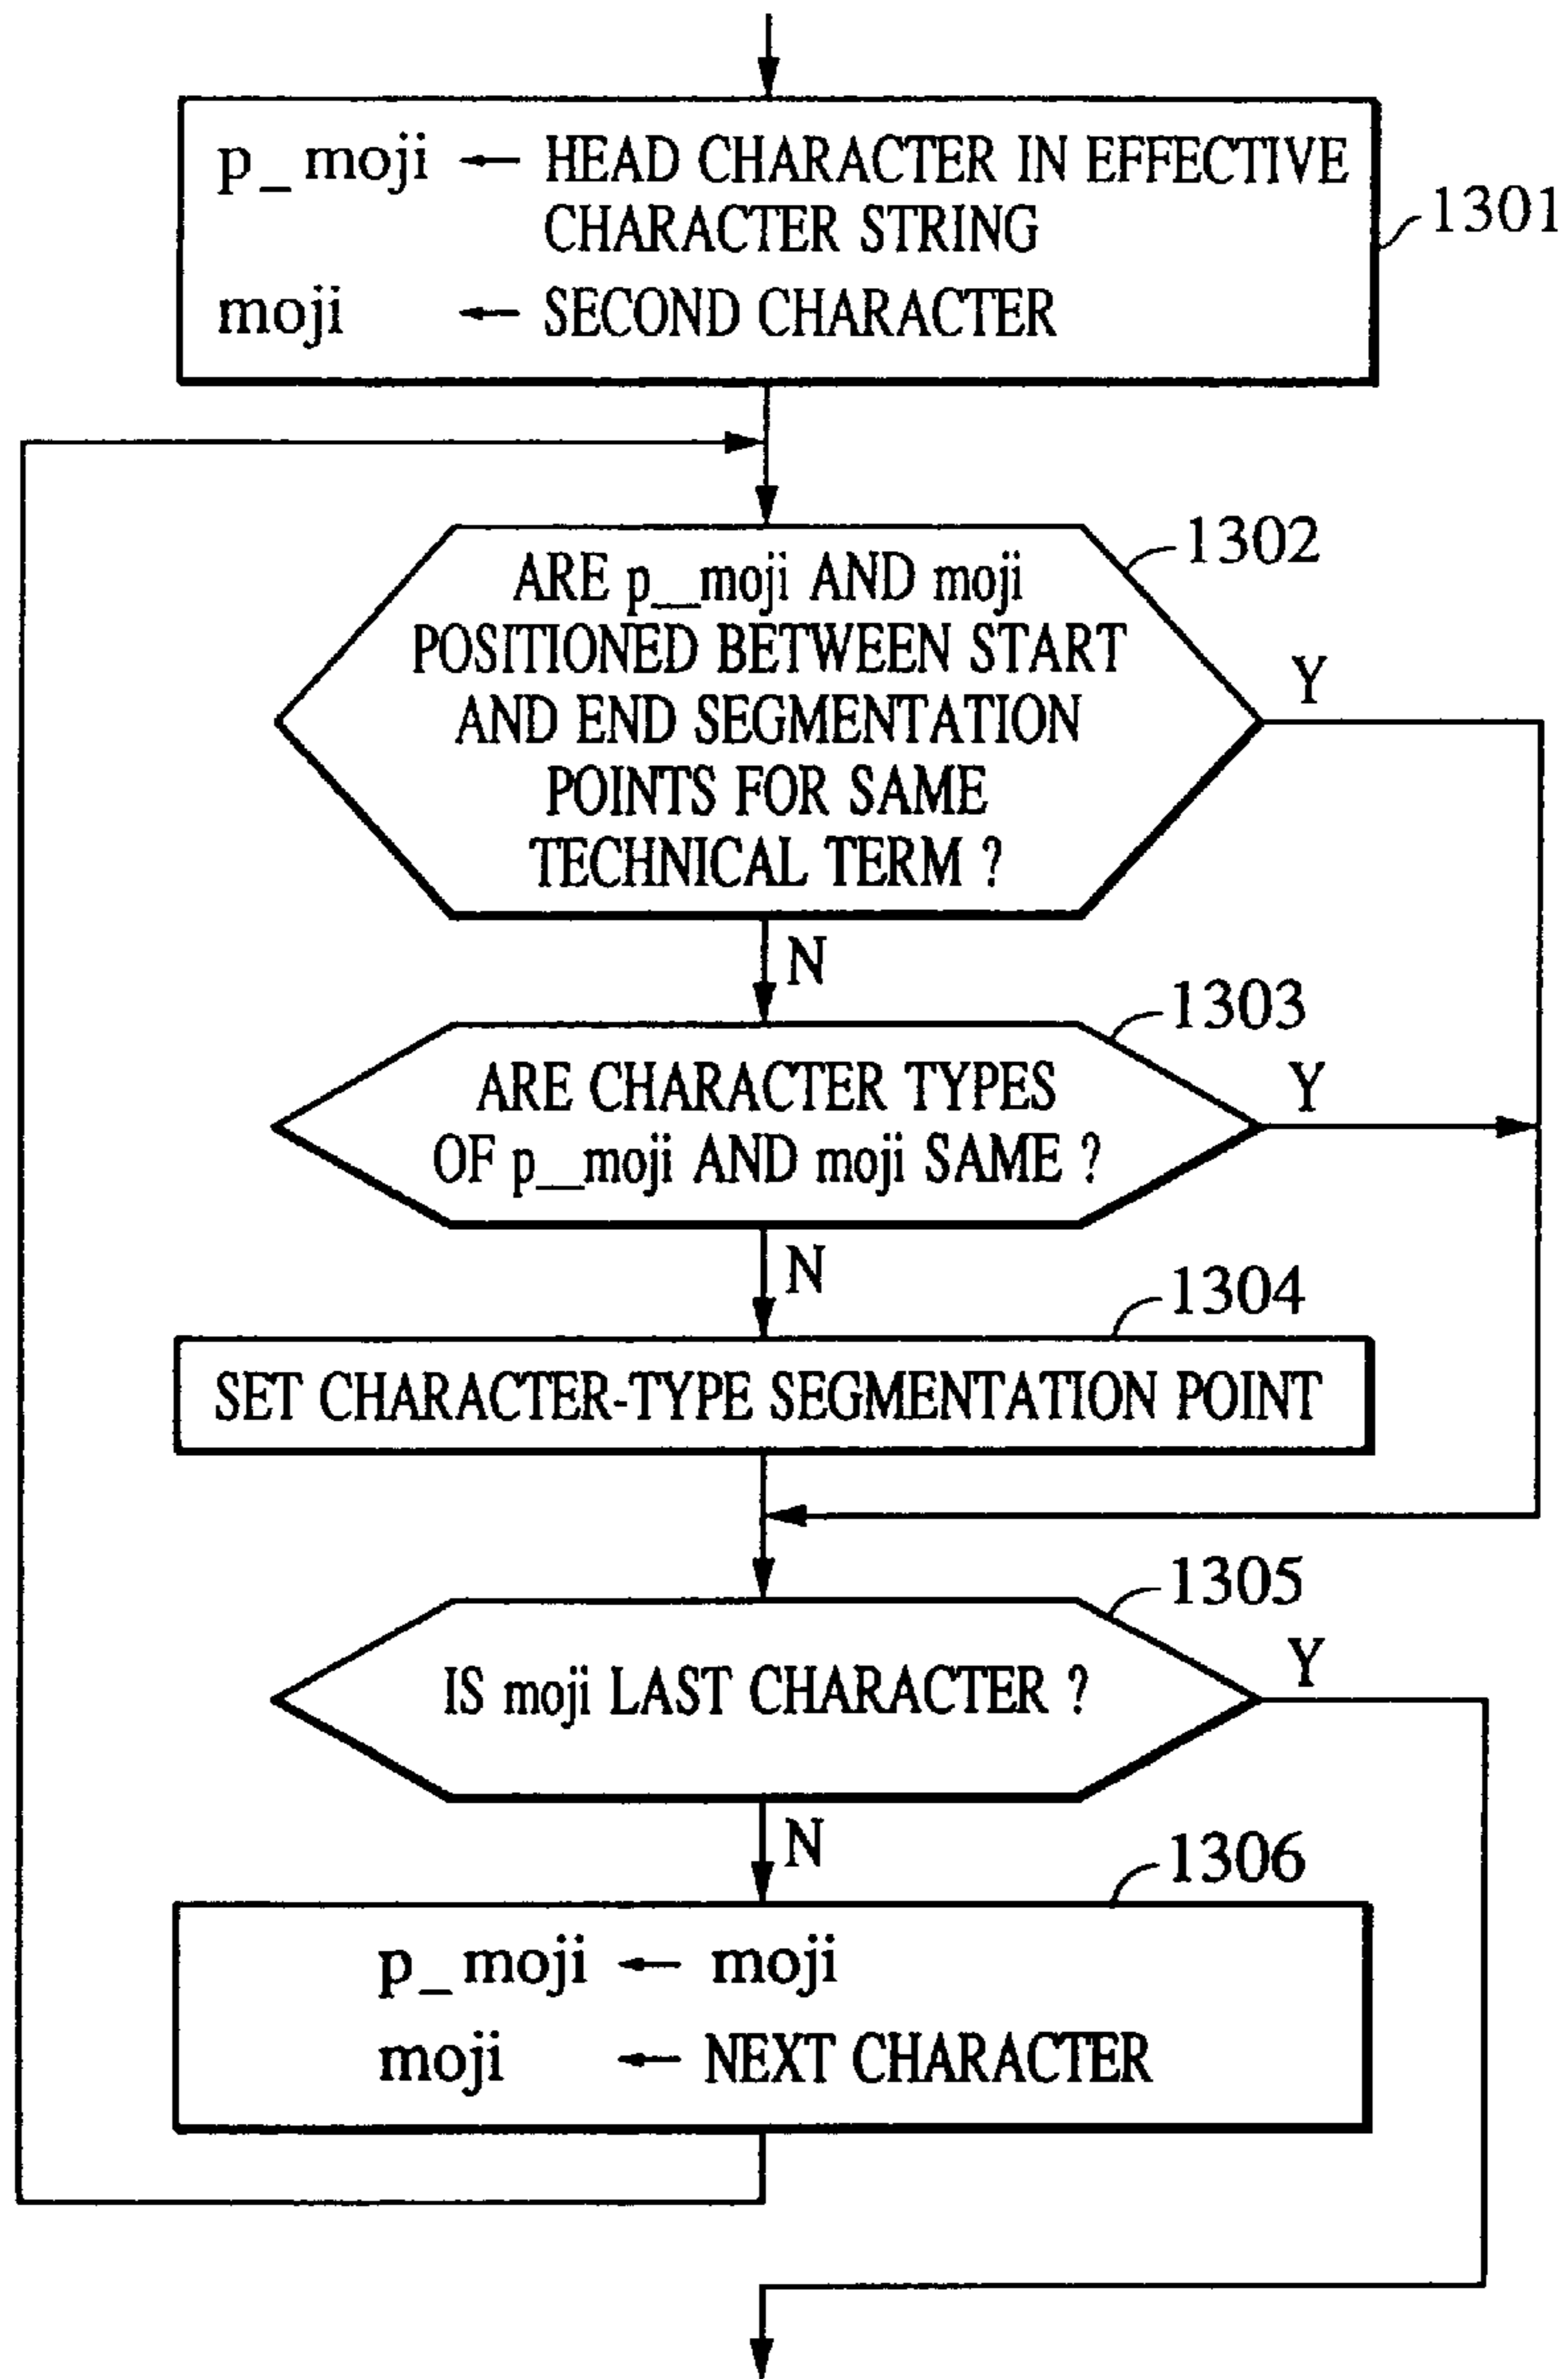 p_moji ← HEAD CHARACTER IN EFFECTIVE
CHARACTER STRING
moji ← SECOND CHARACTER
1301
1302
ARE p_moji AND moji
POSITIONED BETWEEN START
AND END SEGMENTATION
POINTS FOR SAME
TECHNICAL TERM ?
Y
N
1303
ARE CHARACTER TYPES
OF p_moji AND moji SAME ?
Y
N
1304
SET CHARACTER-TYPE SEGMENTATION POINT
1305
IS moji LAST CHARACTER ?
Y
N
1306
p_moji ← moji
moji ← NEXT CHARACTER